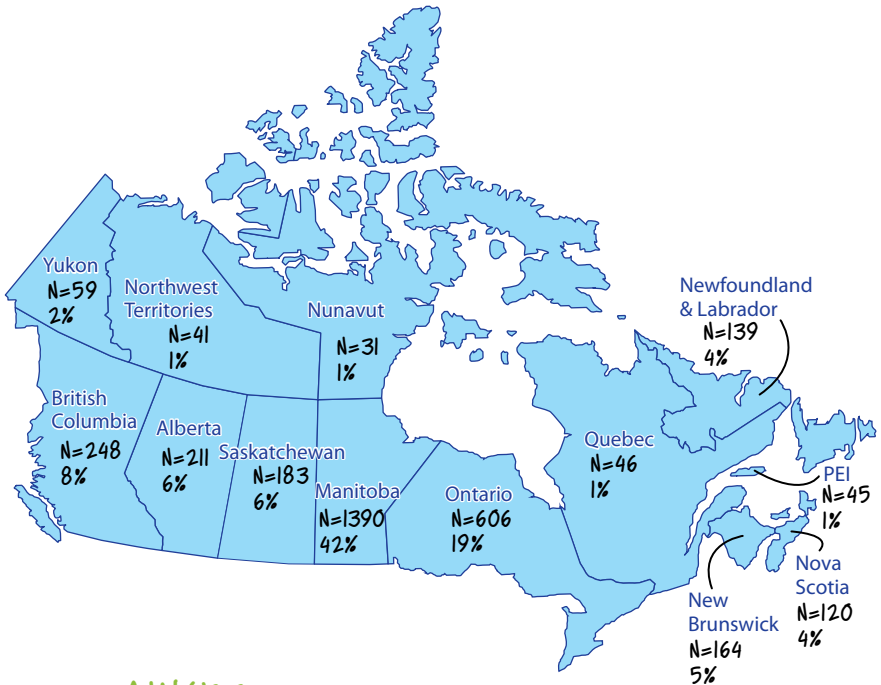 Yukon
N=59
2%
Northwest
Territories
N=41
1%
Nunavut
N=31
1%
Newfoundland
& Labrador
N=139
4%
British
Columbia
N=248
8%
Alberta
N=211
6%
Saskatchewan
N=183
6%
Manitoba
N=1390
42%
Ontario
N=606
19%
Quebec
N=46
1%
PEI
N=45
1%
Nova
Scotia
N=120
4%
New
Brunswick
N=164
5%